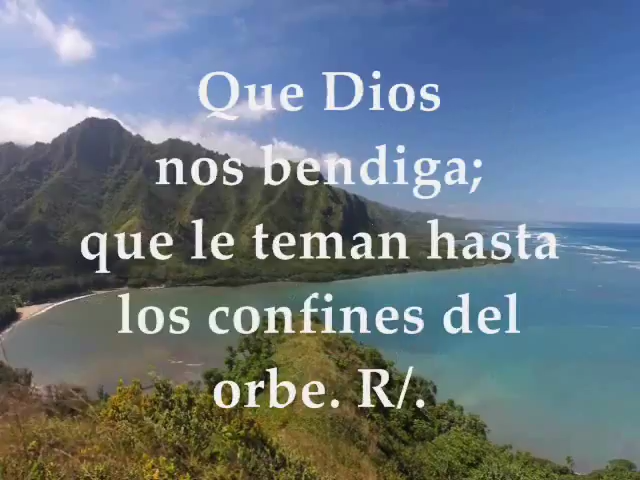 Que Dios
nos bendiga;
que le teman hasta
los confines del
orbe. R/.